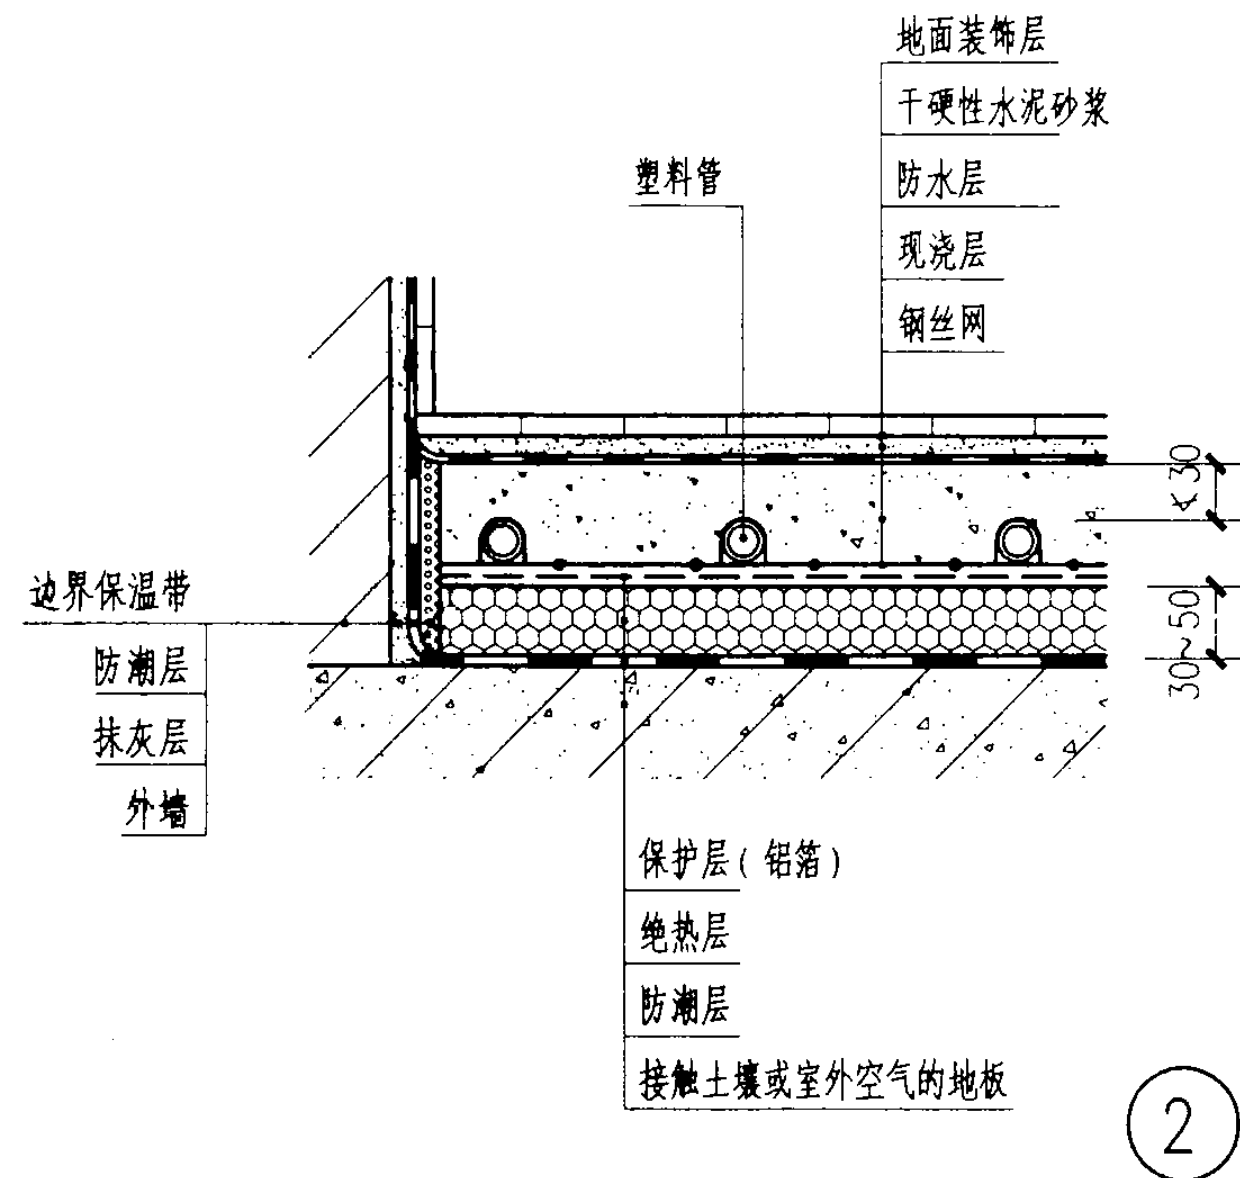 地面装饰层
干硬性水泥砂浆
防水层
现浇层
钢丝网
塑料管
≮30
30~50
边界保温带
防潮层
抹灰层
外墙
保护层(铝箔)
绝热层
防潮层
接触土壤或室外空气的地板
2